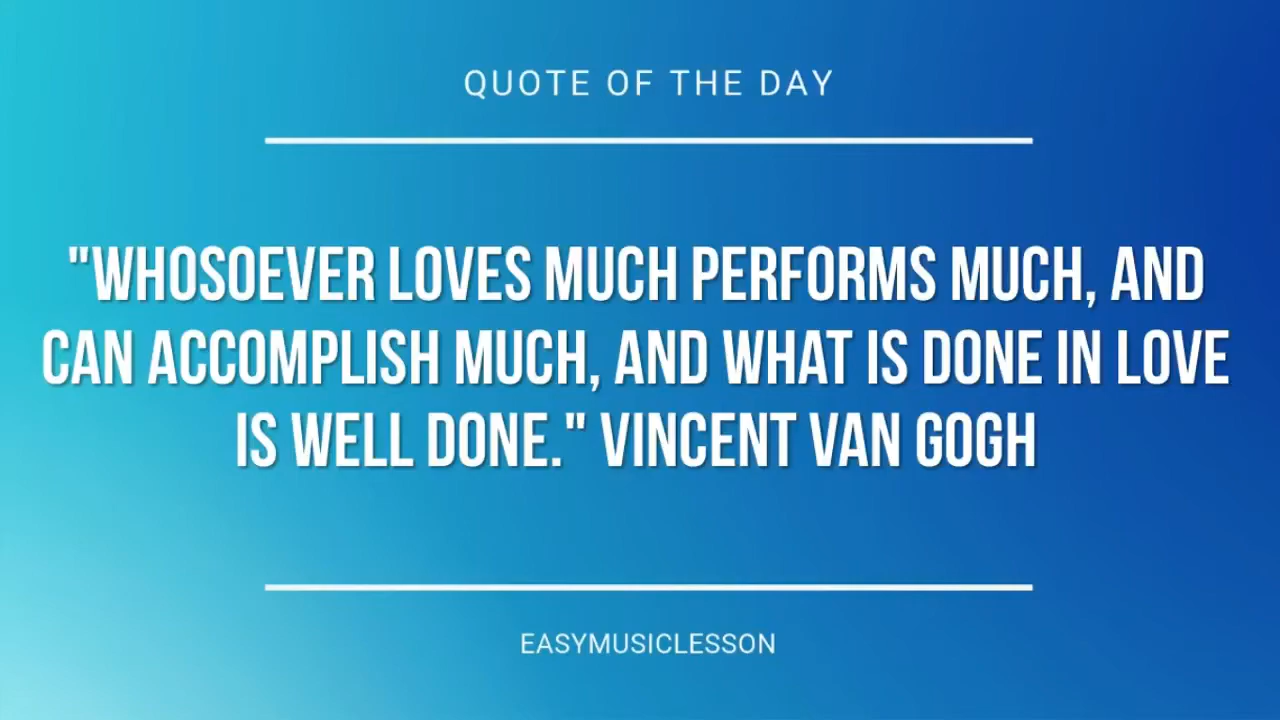 QUOTE OF THE DAY
"WHOSOEVER LOVES MUCH PERFORMS MUCH, AND
CAN ACCOMPLISH MUCH, AND WHAT IS DONE IN LOVE
IS WELL DONE." VINCENT VAN GOGH
EASYMUSICLESSON